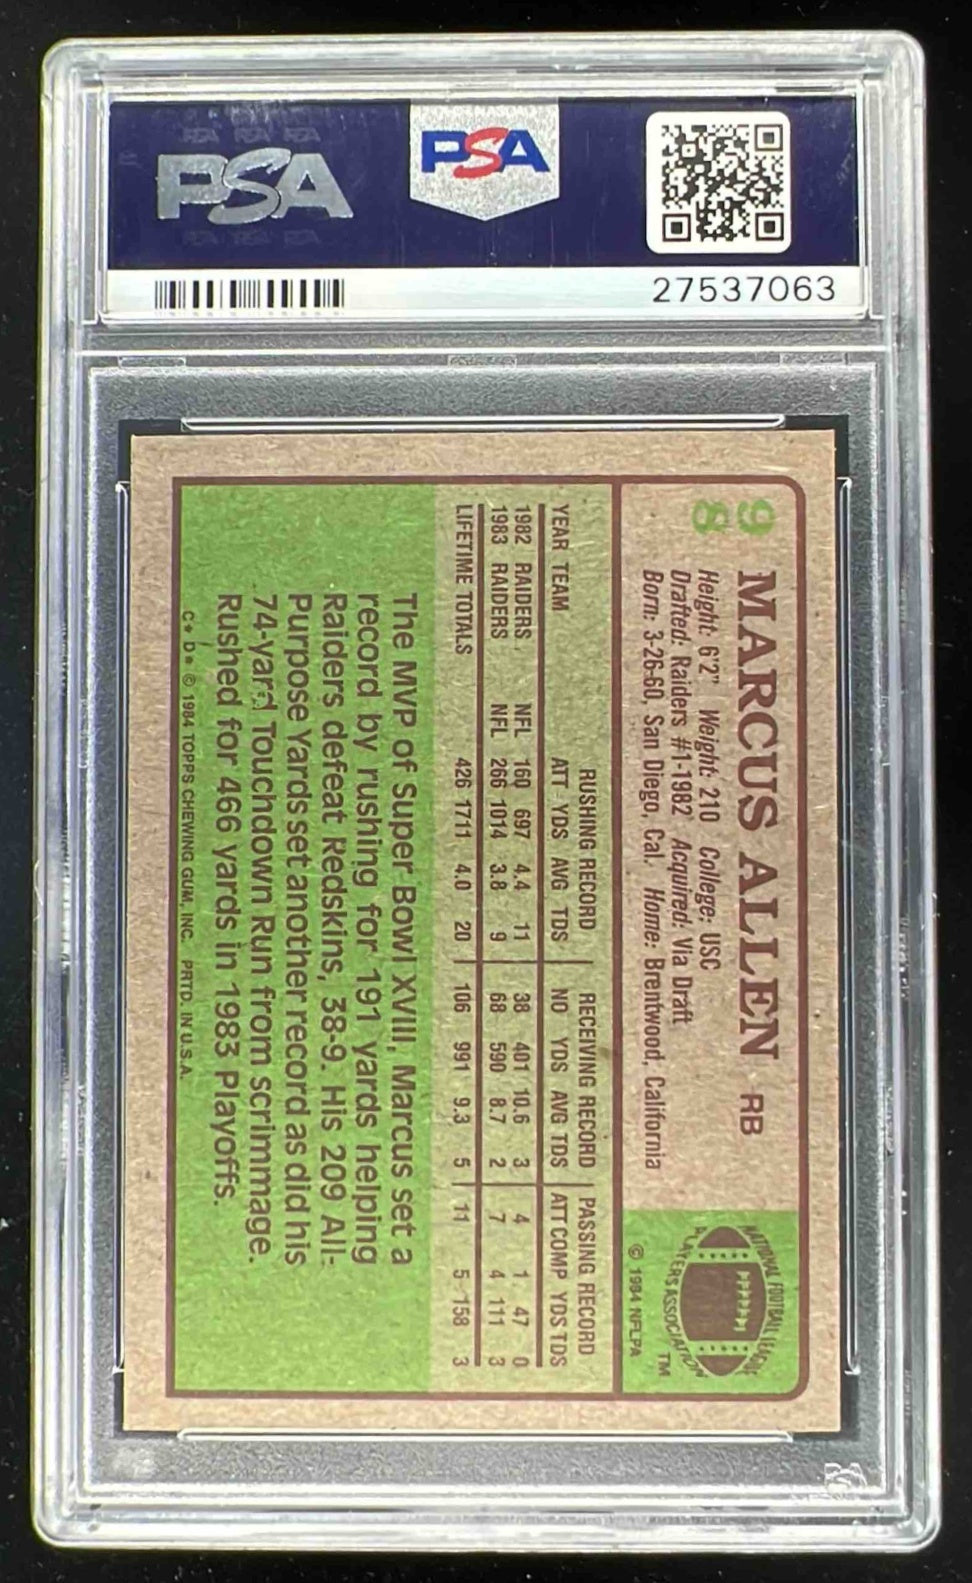 PSA
PSA
27537063
98
MARCUS ALLEN RB
Height: 6'2" Weight: 210 College: USC
Drafted: Raiders #1-1982 Acquired: Via Draft
Born: 3-26-60, San Diego, Cal. Home: Brentwood, California
NATIONAL FOOTBALL LEAGUE
PLAYERS ASSOCIATION
TM
© 1984 NFLPA
RUSHING RECORD RECEIVING RECORD PASSING RECORD
YEAR TEAM ATT YDS AVG TDS NO YDS AVG TDS ATT COMP YDS TDS
1982 RAIDERS NFL 160 697 4.4 11 38 401 10.6 3 4 1 47 0
1983 RAIDERS NFL 266 1014 3.8 9 68 590 8.7 2 7 4 111 3
LIFETIME TOTALS 426 1711 4.0 20 106 991 9.3 5 11 5 158 3
The MVP of Super Bowl XVIII, Marcus set a
record by rushing for 191 yards helping
Raiders defeat Redskins, 38-9. His 209 All-
Purpose Yards set another record as did his
74-yard Touchdown Run from scrimmage.
Rushed for 466 yards in 1983 Playoffs.
C* D* © 1984 TOPPS CHEWING GUM, INC. PRTD. IN U.S.A.